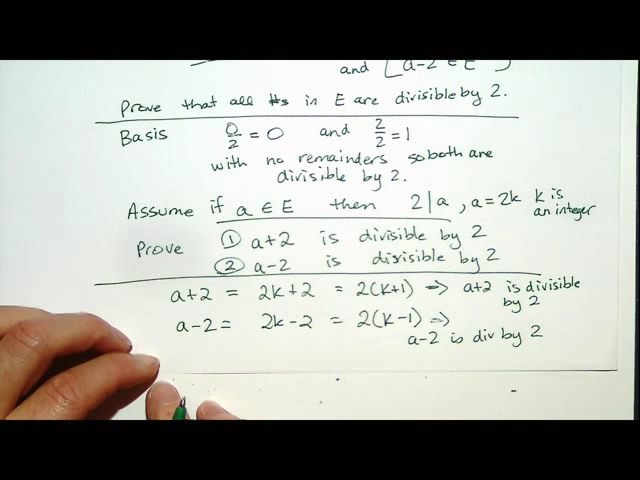 and [a-2 ∈ E]
Prove that all #s in E are divisible by 2.
Basis 0/2 = 0 and 2/2 = 1
with no remainders so both are
divisible by 2.
Assume if a ∈ E then 2|a, a = 2k k is
an integer
Prove ① a+2 is divisible by 2
② a-2 is divisible by 2
a+2 = 2k+2 = 2(k+1) ⇒ a+2 is divisible
by 2
a-2 = 2k-2 = 2(k-1) ⇒
a-2 is div by 2